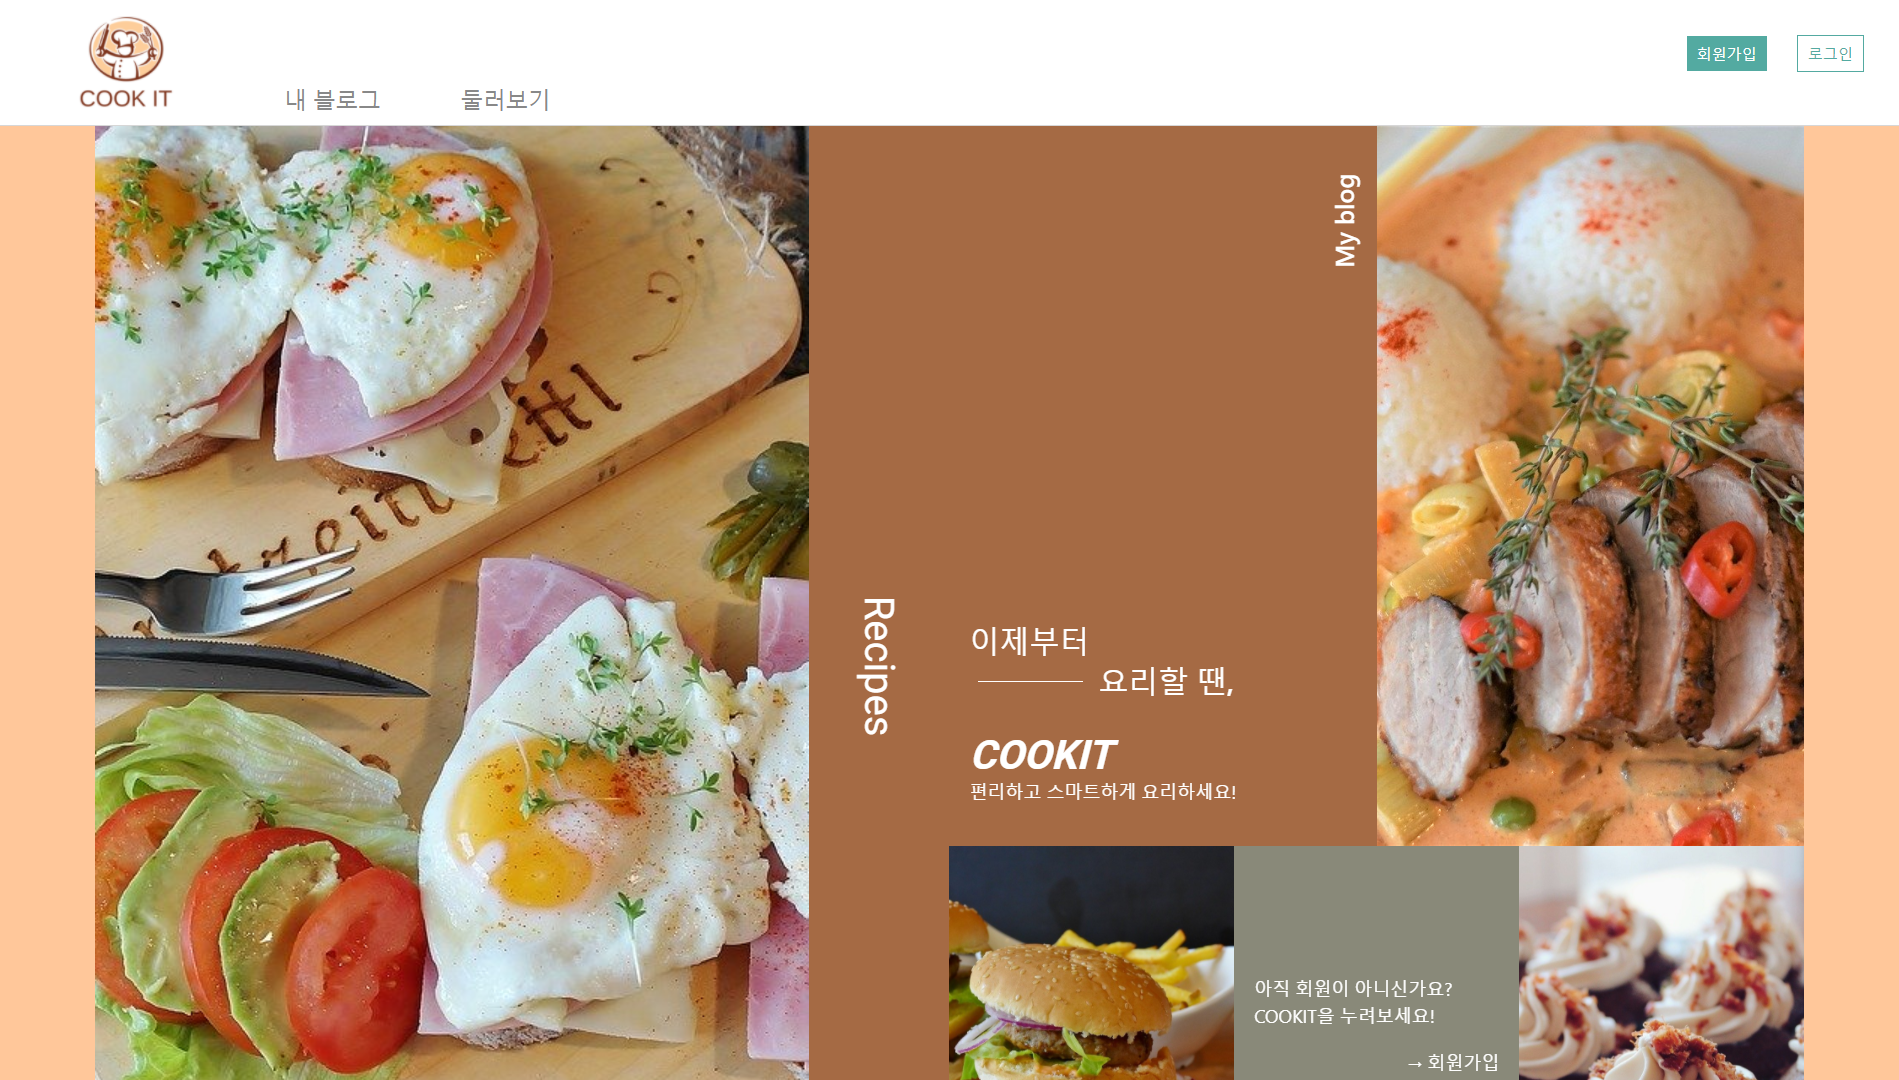 COOK IT
내 블로그
둘러보기
회원가입
로그인
My blog
Recipes
이제부터
요리할 땐,
COOKIT
편리하고 스마트하게 요리하세요!
아직 회원이 아니신가요?
COOKIT을 누려보세요!
→ 회원가입